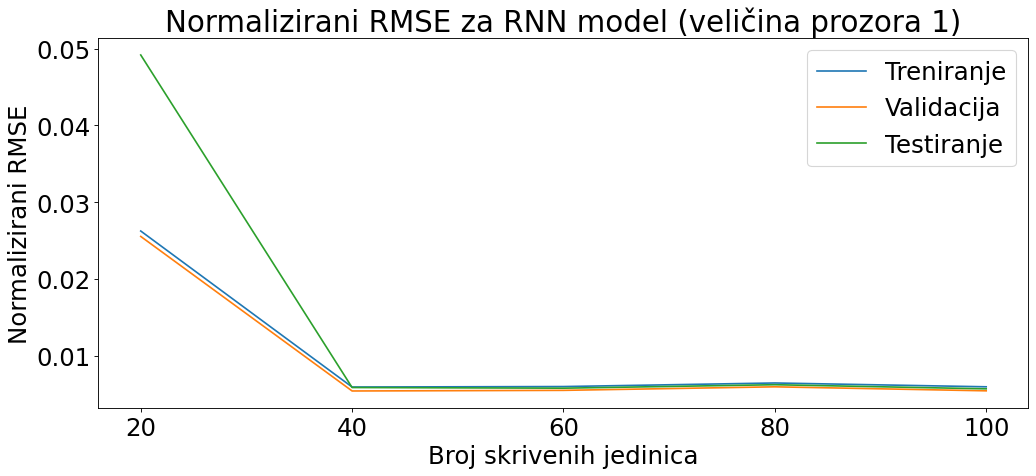 Normalizirani RMSE za RNN model (veličina prozora 1)
Normalizirani RMSE
0.05
0.04
0.03
0.02
0.01
Treniranje
Validacija
Testiranje
20 40 60 80 100
Broj skrivenih jedinica